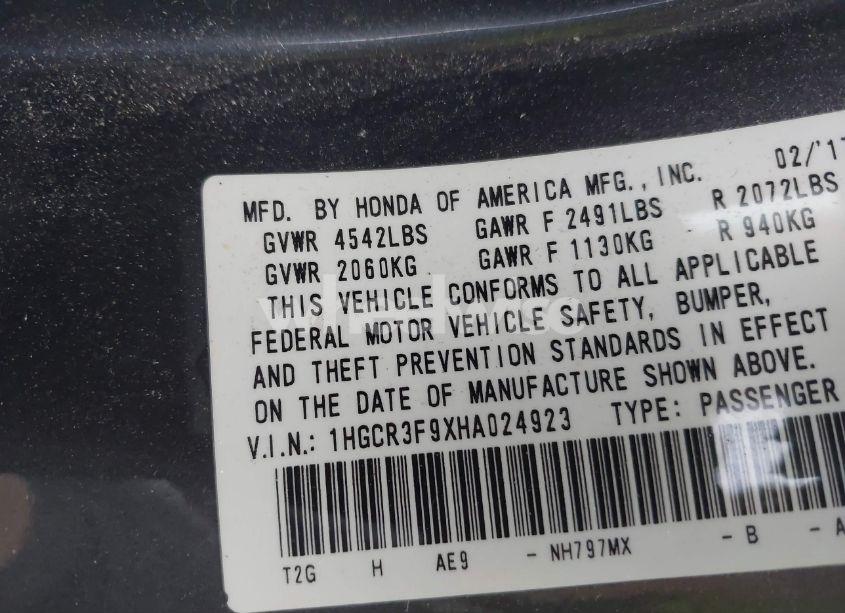 MFD. BY HONDA OF AMERICA MFG., INC. 02/'17
GVWR 4542LBS GAWR F 2491LBS R 2072LBS
GVWR 2060KG GAWR F 1130KG R 940KG
THIS VEHICLE CONFORMS TO ALL APPLICABLE
FEDERAL MOTOR VEHICLE SAFETY, BUMPER,
AND THEFT PREVENTION STANDARDS IN EFFECT
ON THE DATE OF MANUFACTURE SHOWN ABOVE.
V.I.N.: 1HGCR3F9XHA024923 TYPE: PASSENGER
T2G H AE9 - NH797MX - B - A